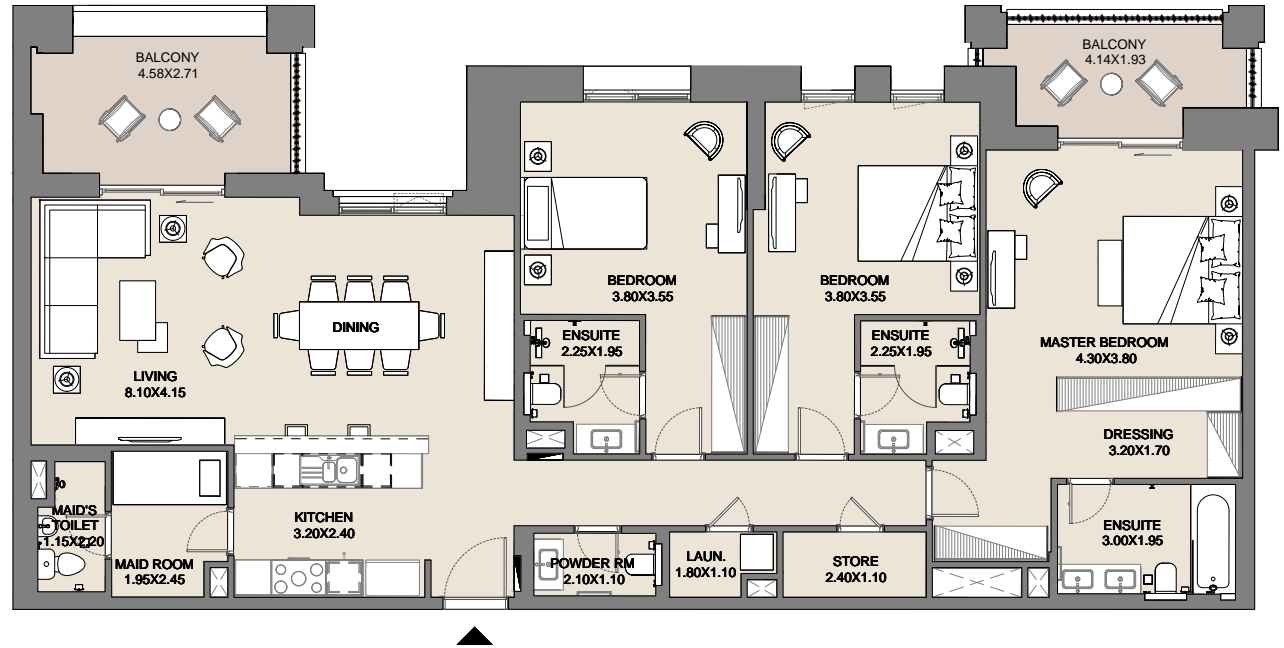 BALCONY
4.58X2.71
BALCONY
4.14X1.93
BEDROOM
3.80X3.55
BEDROOM
3.80X3.55
DINING
ENSUITE
2.25X1.95
ENSUITE
2.25X1.95
MASTER BEDROOM
4.30X3.80
LIVING
8.10X4.15
DRESSING
3.20X1.70
MAID'S
TOILET
1.15X2.20
KITCHEN
3.20X2.40
ENSUITE
3.00X1.95
MAID ROOM
1.95X2.45
POWDER RM
2.10X1.10
LAUN.
1.80X1.10
STORE
2.40X1.10